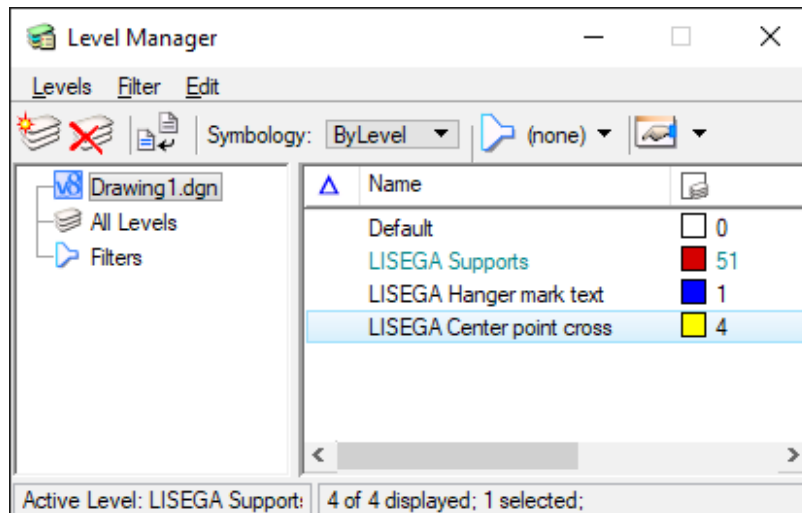 Level Manager
Levels Filter Edit
Symbology: ByLevel (none)
v8 Drawing1.dgn
All Levels
Filters
Name
Default 0
LISEGA Supports 51
LISEGA Hanger mark text 1
LISEGA Center point cross 4
Active Level: LISEGA Support: 4 of 4 displayed; 1 selected;